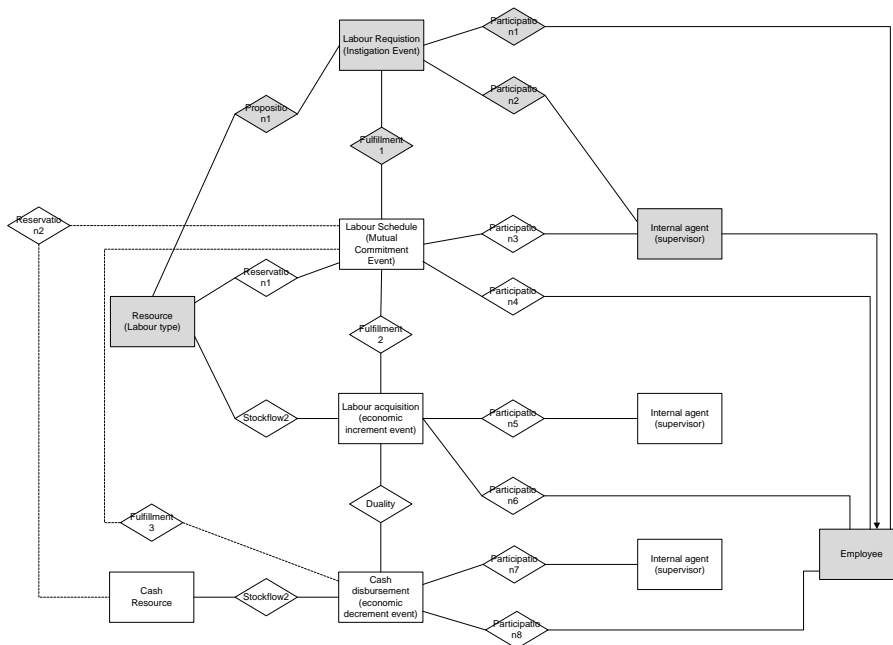 Labour Requistion
(Instigation Event)
Participatio
n1
Participatio
n2
Propositio
n1
Fulfillment
1
Reservatio
n2
Labour Schedule
(Mutual
Commitment
Event)
Participatio
n3
Internal agent
(supervisor)
Reservatio
n1
Participatio
n4
Resource
(Labour type)
Fulfillment
2
Stockflow2
Labour acquisition
(economic
increment event)
Participatio
n5
Internal agent
(supervisor)
Participatio
n6
Duality
Fulfillment
3
Employee
Participatio
n7
Internal agent
(supervisor)
Cash
Resource
Stockflow2
Cash
disbursement
(economic
decrement event)
Participatio
n8